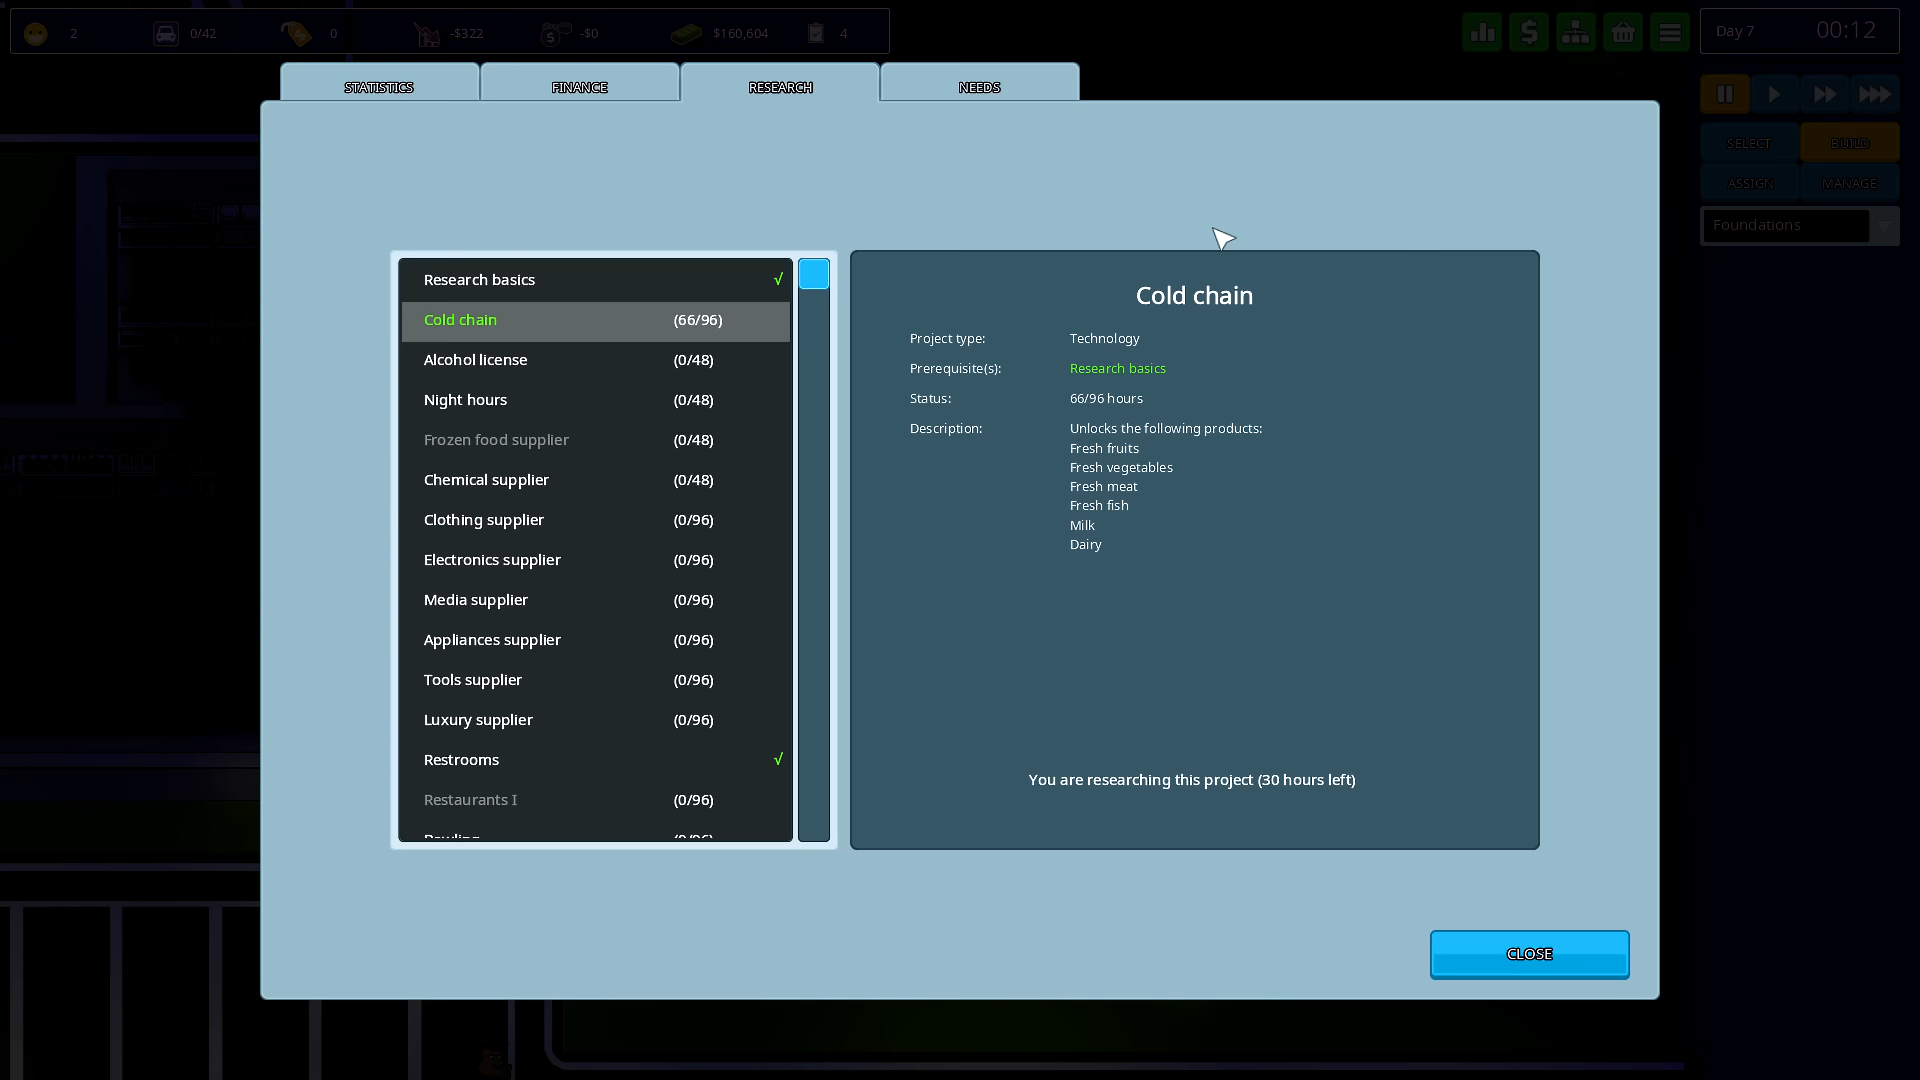 2
0/42
0
-$322
-$0
$160,604
4
Day 7
00:12
STATISTICS
FINANCE
RESEARCH
NEEDS
SELECT
BUILD
ASSIGN
MANAGE
Foundations
Research basics √
Cold chain (66/96)
Alcohol license (0/48)
Night hours (0/48)
Frozen food supplier (0/48)
Chemical supplier (0/48)
Clothing supplier (0/96)
Electronics supplier (0/96)
Media supplier (0/96)
Appliances supplier (0/96)
Tools supplier (0/96)
Luxury supplier (0/96)
Restrooms √
Restaurants I (0/96)
Bowling (0/96)
Cold chain
Project type: Technology
Prerequisite(s): Research basics
Status: 66/96 hours
Description: Unlocks the following products:
Fresh fruits
Fresh vegetables
Fresh meat
Fresh fish
Milk
Dairy
You are researching this project (30 hours left)
CLOSE